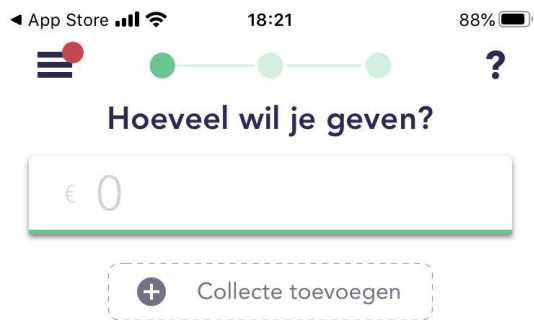 ◀ App Store 18:21 88%
?
Hoeveel wil je geven?
€ 0
+ Collecte toevoegen